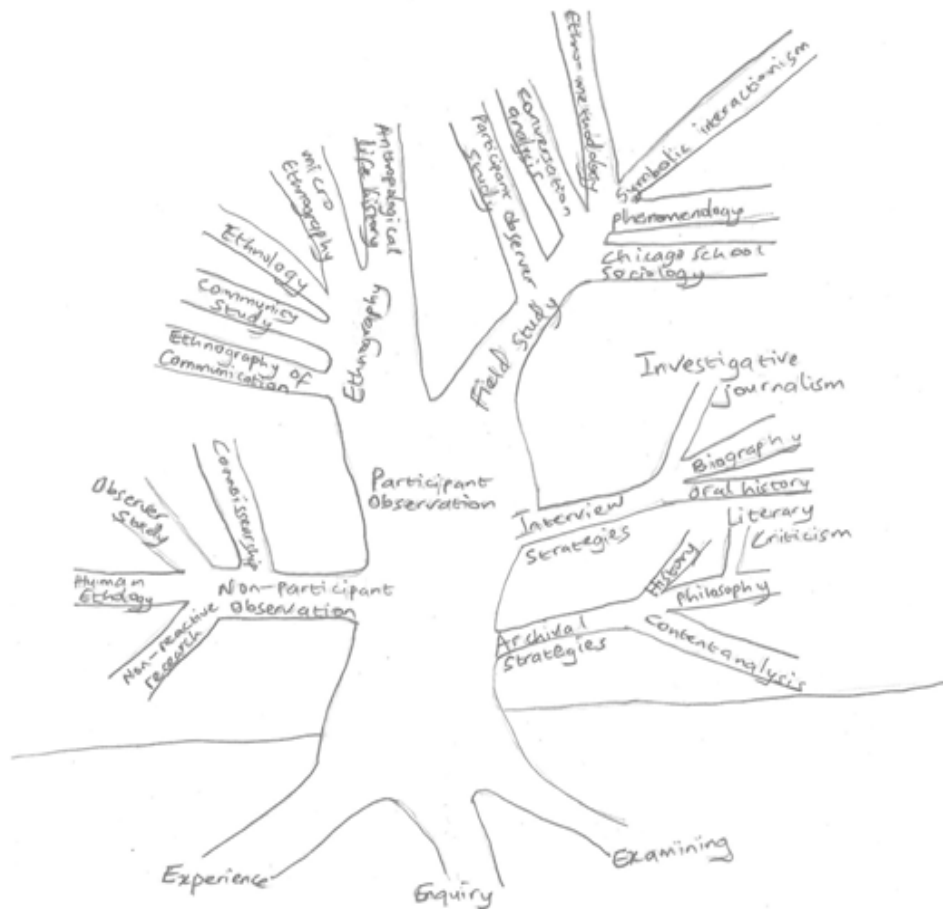 Ethno-methodology
Symbolic interactionism
phenomenology
Chicago School
Sociology
Conversation
analysis
Participant observer
study
Field Study
Anthropological
life history
micro
Ethnography
Ethnology
Community
Study
Ethnography of
Communication
Ethnography
Participant
Observation
Investigative
journalism
Biography
Oral history
Interview
Strategies
Literary
Criticism
History
Philosophy
Content analysis
Archival
Strategies
Observer
Study
Human
Ethology
Non-reactive
research
Non-Participant
Observation
Experience
Enquiry
Examining